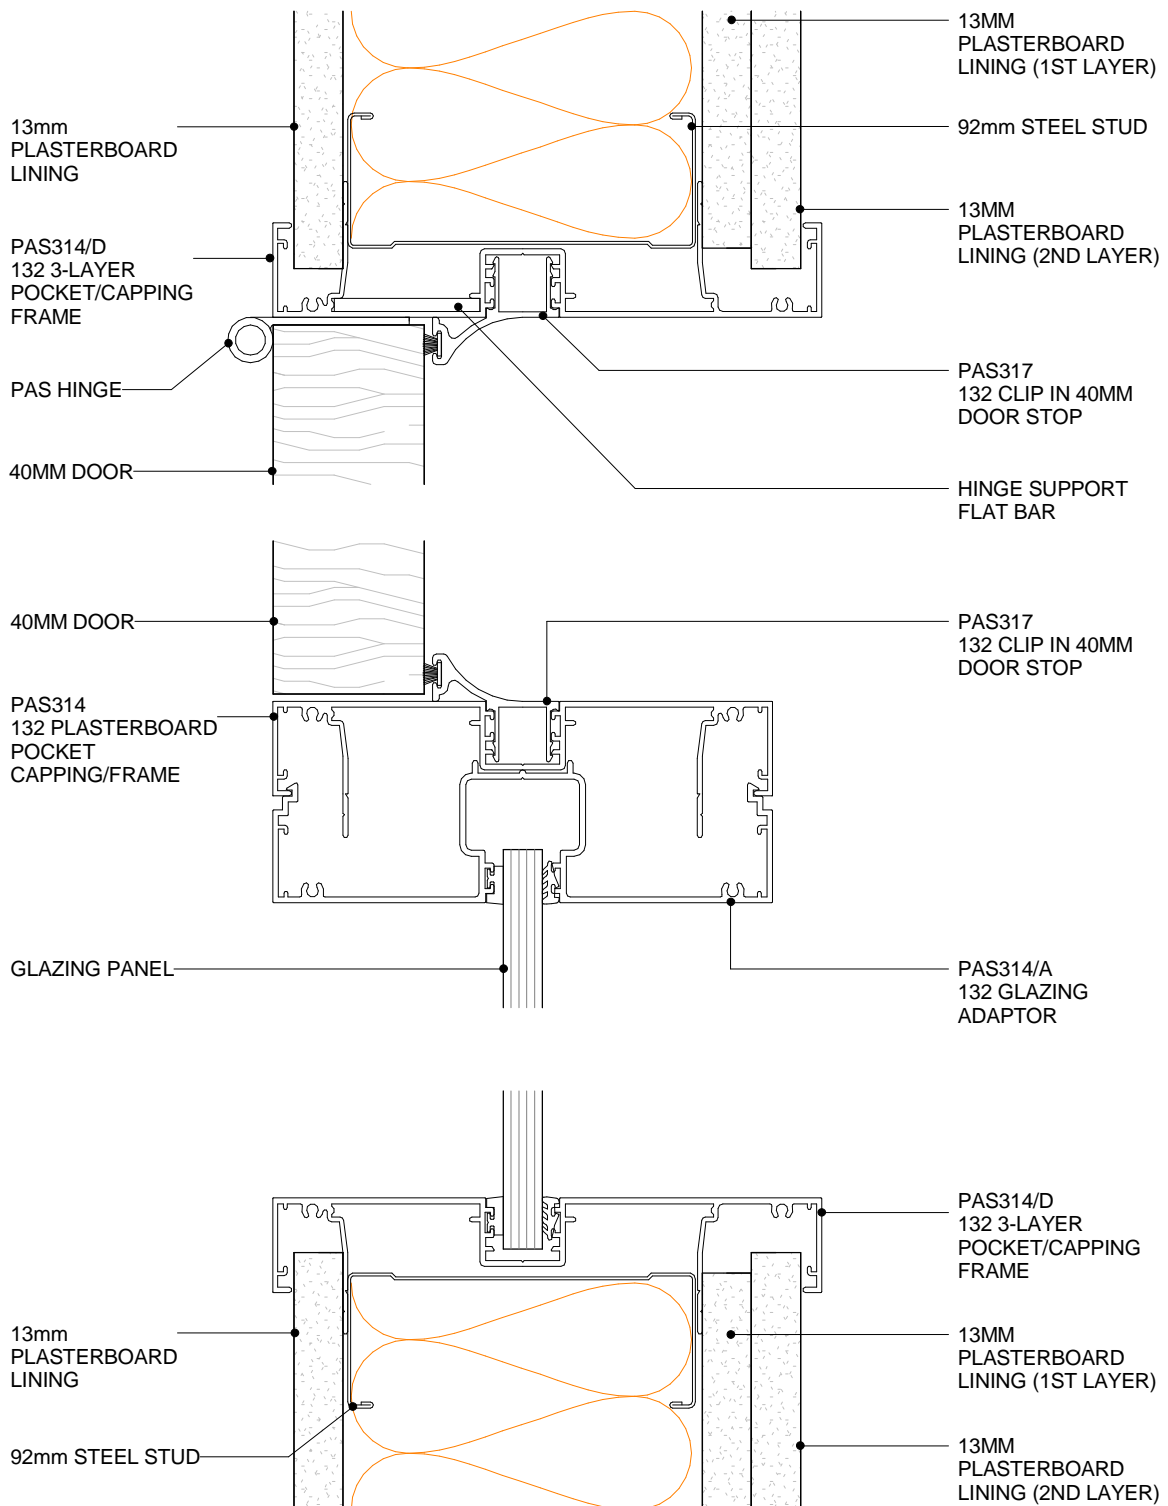 13MM
PLASTERBOARD
LINING (1ST LAYER)
13mm
PLASTERBOARD
LINING
92mm STEEL STUD
13MM
PLASTERBOARD
LINING (2ND LAYER)
PAS314/D
132 3-LAYER
POCKET/CAPPING
FRAME
PAS HINGE
PAS317
132 CLIP IN 40MM
DOOR STOP
40MM DOOR
HINGE SUPPORT
FLAT BAR
40MM DOOR
PAS317
132 CLIP IN 40MM
DOOR STOP
PAS314
132 PLASTERBOARD
POCKET
CAPPING/FRAME
GLAZING PANEL
PAS314/A
132 GLAZING
ADAPTOR
PAS314/D
132 3-LAYER
POCKET/CAPPING
FRAME
13mm
PLASTERBOARD
LINING
13MM
PLASTERBOARD
LINING (1ST LAYER)
92mm STEEL STUD
13MM
PLASTERBOARD
LINING (2ND LAYER)